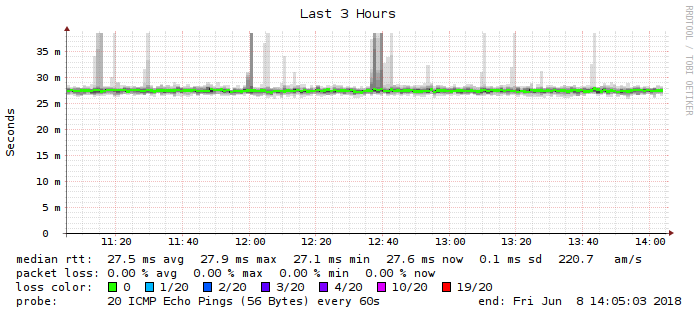 Last 3 Hours
RRDTOOL / TOBI OETIKER
Seconds
35 m
30 m
25 m
20 m
15 m
10 m
5 m
0
11:20 11:40 12:00 12:20 12:40 13:00 13:20 13:40 14:00
median rtt: 27.5 ms avg 27.9 ms max 27.1 ms min 27.6 ms now 0.1 ms sd 220.7 am/s
packet loss: 0.00 % avg 0.00 % max 0.00 % min 0.00 % now
loss color: 0 1/20 2/20 3/20 4/20 10/20 19/20
probe: 20 ICMP Echo Pings (56 Bytes) every 60s end: Fri Jun 8 14:05:03 2018